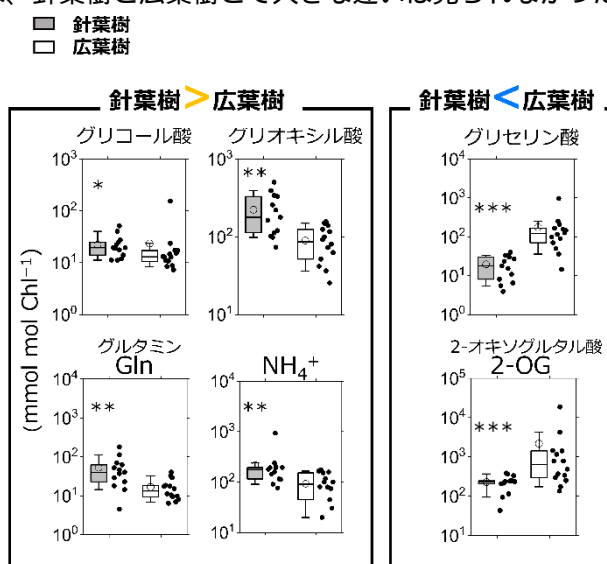 、針葉樹と広葉樹とで大きな違いは見られなかった
針葉樹
広葉樹
針葉樹>広葉樹
針葉樹<広葉樹
グリコール酸
グリオキシル酸
グリセリン酸
10³
10²
10¹
10⁰
*
10³
10²
10¹
**
10⁴
10³
10²
10¹
10⁰
***
(mmol mol Chl⁻¹)
グルタミン
Gln
NH₄⁺
2-オキソグルタル酸
2-OG
10⁴
10³
10²
10¹
10⁰
**
10⁴
10³
10²
10¹
**
10⁵
10⁴
10³
10²
10¹
***